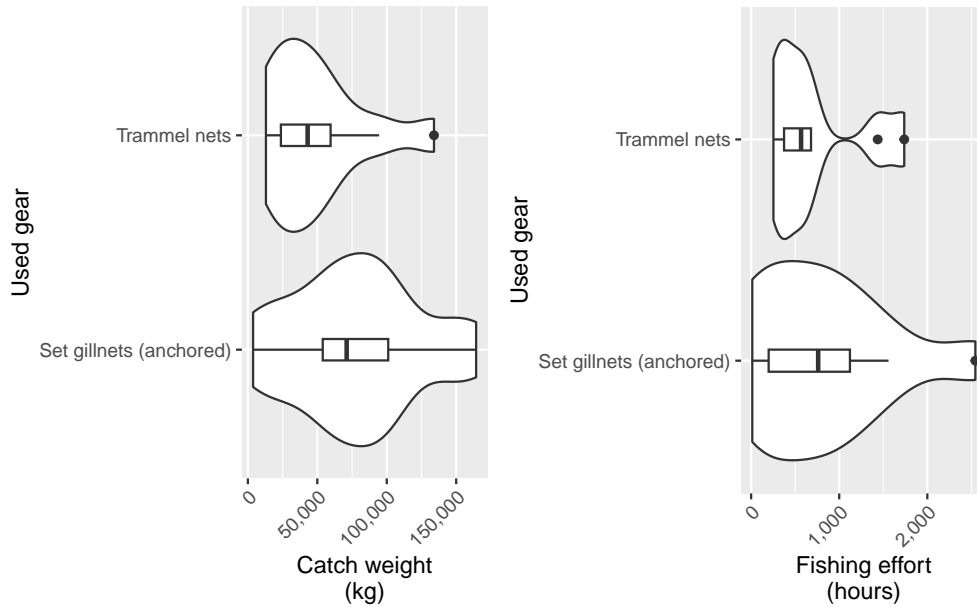 Used gear
Trammel nets
Set gillnets (anchored)
0
50,000
100,000
150,000
Catch weight
(kg)
Used gear
Trammel nets
Set gillnets (anchored)
0
1,000
2,000
Fishing effort
(hours)